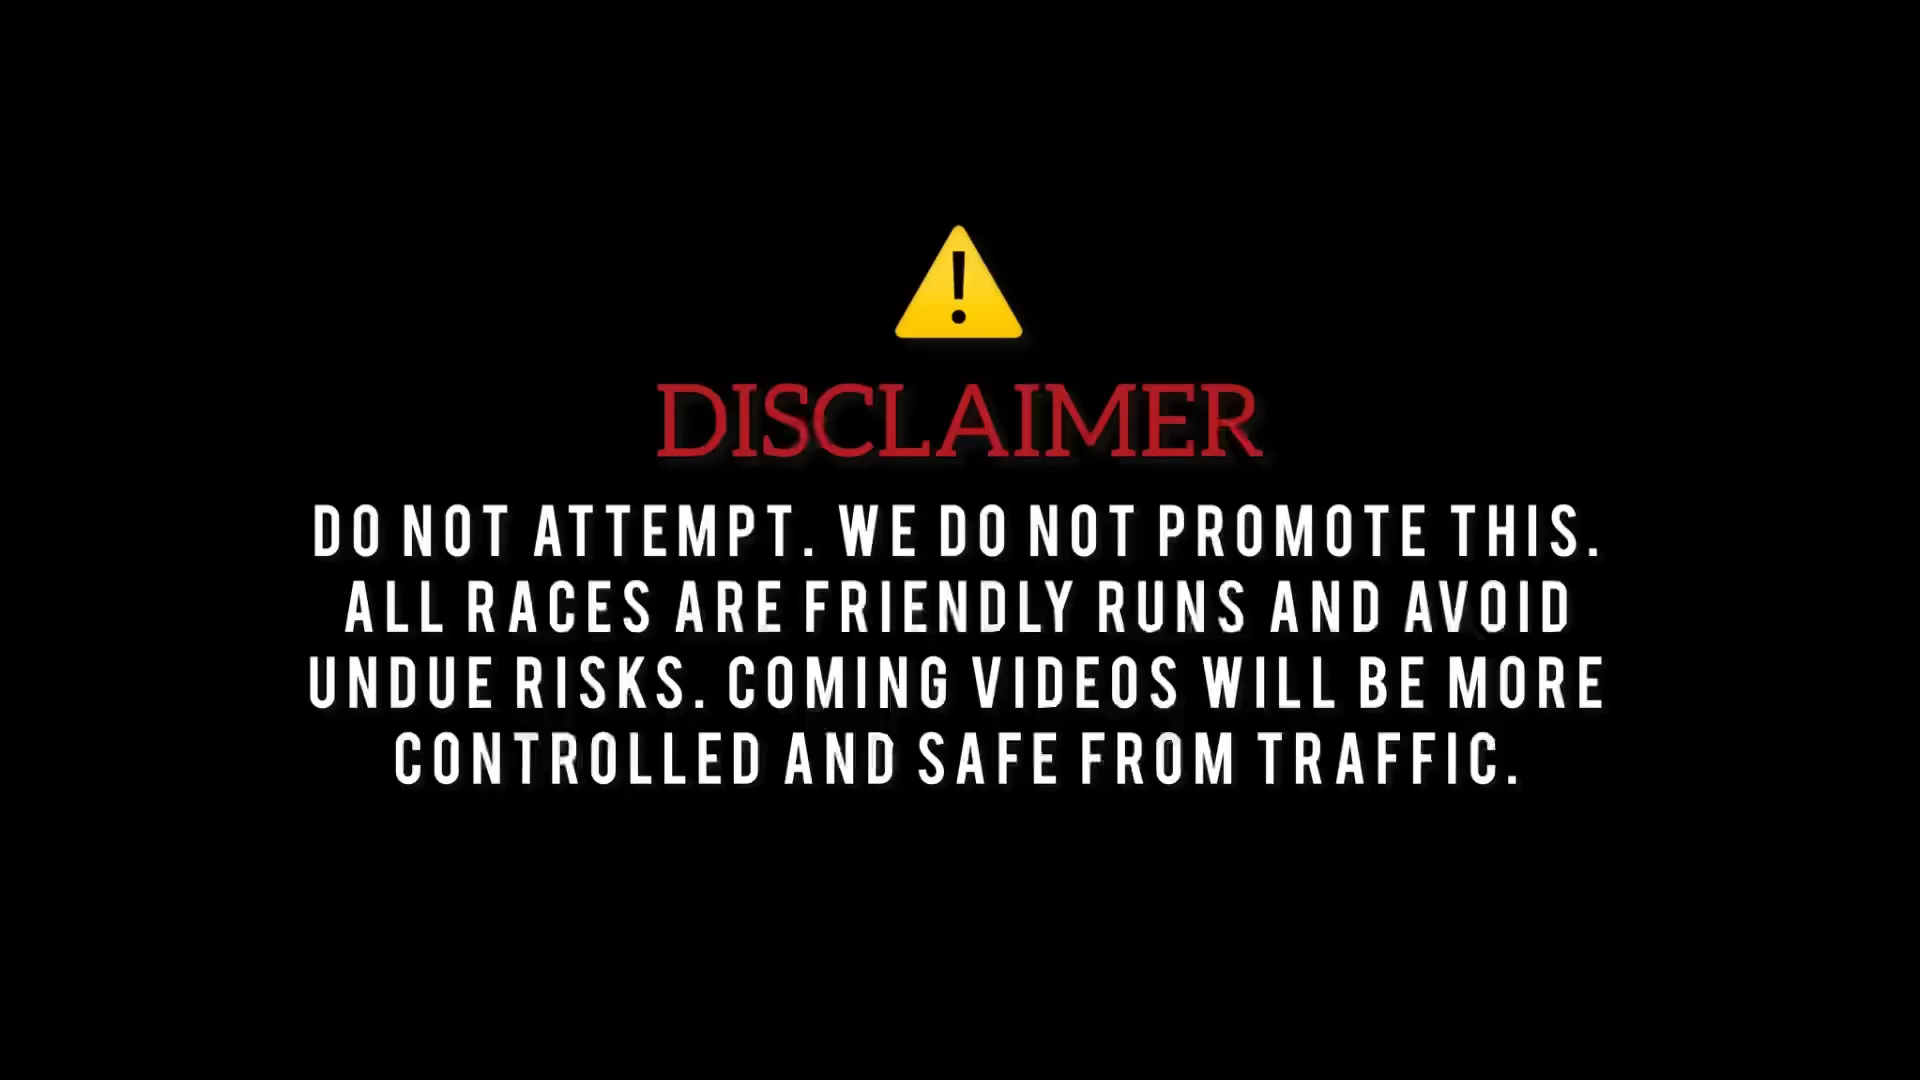 DISCLAIMER
DO NOT ATTEMPT. WE DO NOT PROMOTE THIS.
ALL RACES ARE FRIENDLY RUNS AND AVOID
UNDUE RISKS. COMING VIDEOS WILL BE MORE
CONTROLLED AND SAFE FROM TRAFFIC.